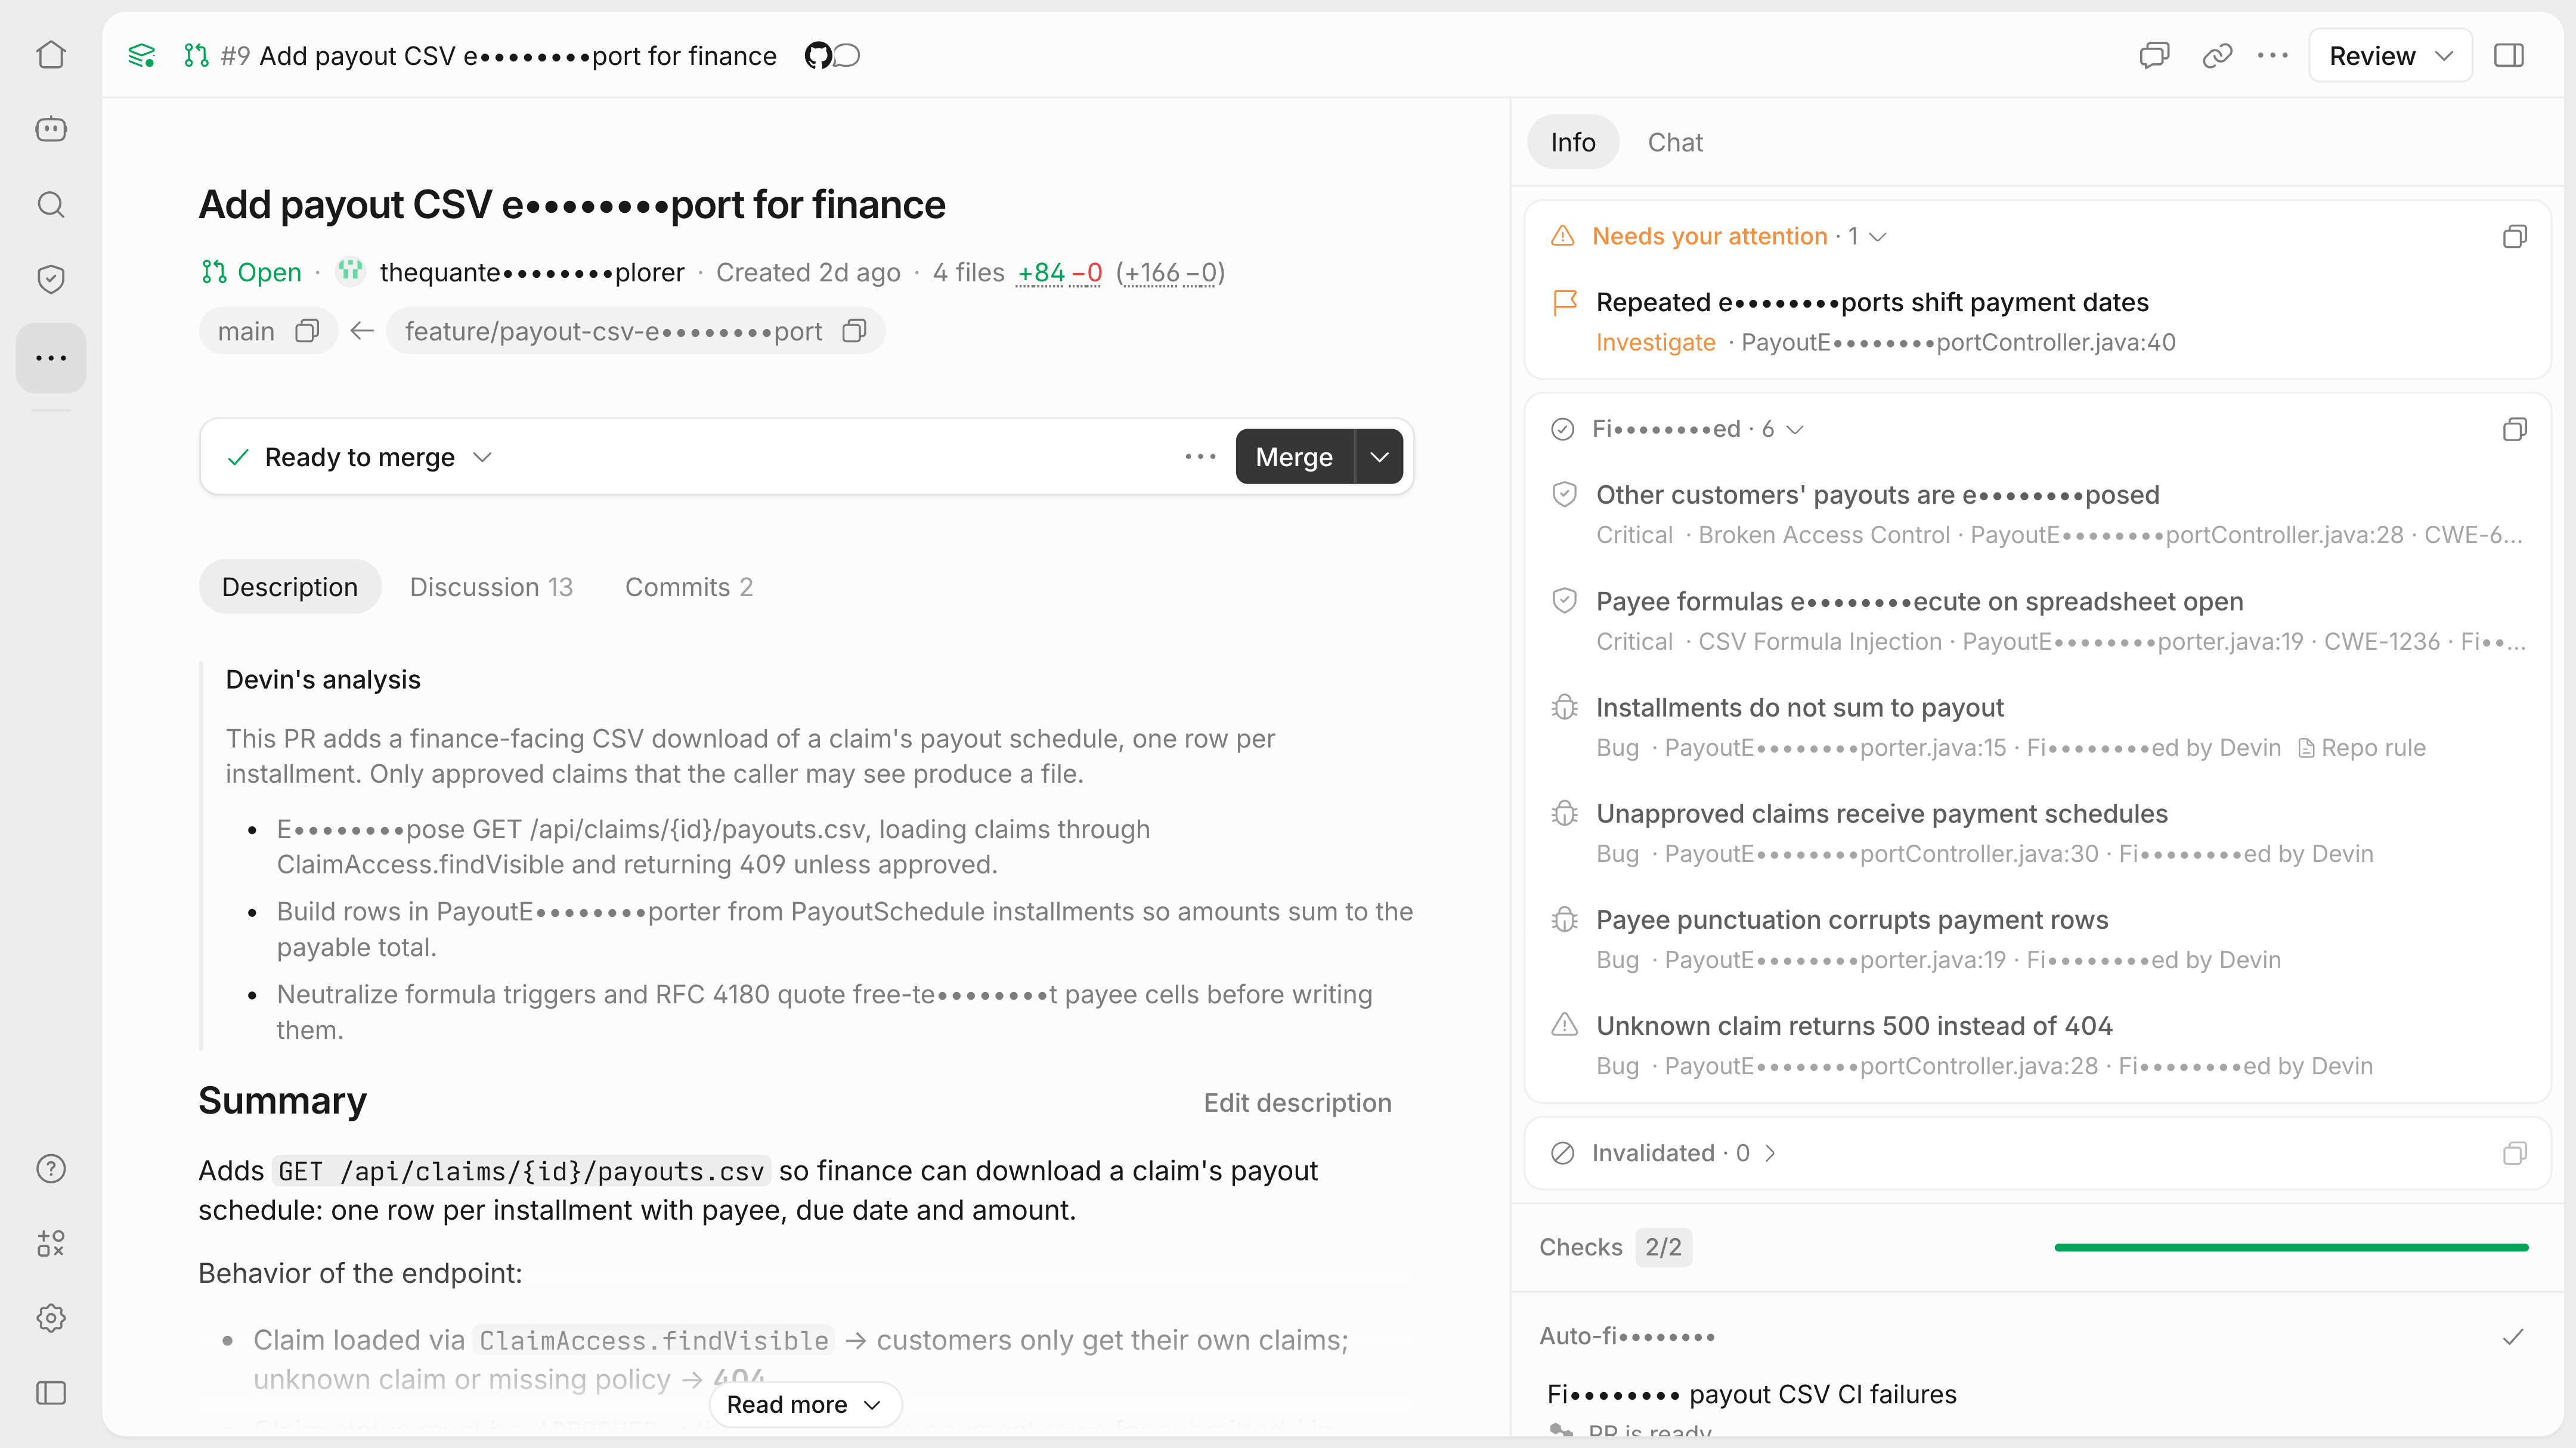 #9 Add payout CSV e••••••••port for finance
Review
Info
Chat
Add payout CSV e••••••••port for finance
Open · thequante••••••••plorer · Created 2d ago · 4 files +84 −0 (+166 −0)
main ← feature/payout-csv-e••••••••port
Ready to merge
Merge
Description
Discussion 13
Commits 2
Devin's analysis
This PR adds a finance-facing CSV download of a claim's payout schedule, one row per
installment. Only approved claims that the caller may see produce a file.
• E••••••••pose GET /api/claims/{id}/payouts.csv, loading claims through
ClaimAccess.findVisible and returning 409 unless approved.
• Build rows in PayoutE••••••••porter from PayoutSchedule installments so amounts sum to the
payable total.
• Neutralize formula triggers and RFC 4180 quote free-te••••••••t payee cells before writing
them.
Summary
Edit description
Adds GET /api/claims/{id}/payouts.csv so finance can download a claim's payout
schedule: one row per installment with payee, due date and amount.
Behavior of the endpoint:
• Claim loaded via ClaimAccess.findVisible → customers only get their own claims;
unknown claim or missing policy → 404
Read more
Needs your attention · 1
Repeated e••••••••ports shift payment dates
Investigate · PayoutE••••••••portController.java:40
Fi••••••••ed · 6
Other customers' payouts are e••••••••posed
Critical · Broken Access Control · PayoutE••••••••portController.java:28 · CWE-6...
Payee formulas e••••••••ecute on spreadsheet open
Critical · CSV Formula Injection · PayoutE••••••••porter.java:19 · CWE-1236 · Fi••...
Installments do not sum to payout
Bug · PayoutE••••••••porter.java:15 · Fi••••••••ed by Devin Repo rule
Unapproved claims receive payment schedules
Bug · PayoutE••••••••portController.java:30 · Fi••••••••ed by Devin
Payee punctuation corrupts payment rows
Bug · PayoutE••••••••porter.java:19 · Fi••••••••ed by Devin
Unknown claim returns 500 instead of 404
Bug · PayoutE••••••••portController.java:28 · Fi••••••••ed by Devin
Invalidated · 0
Checks 2/2
Auto-fi••••••••
Fi•••••••• payout CSV CI failures
PR is ready